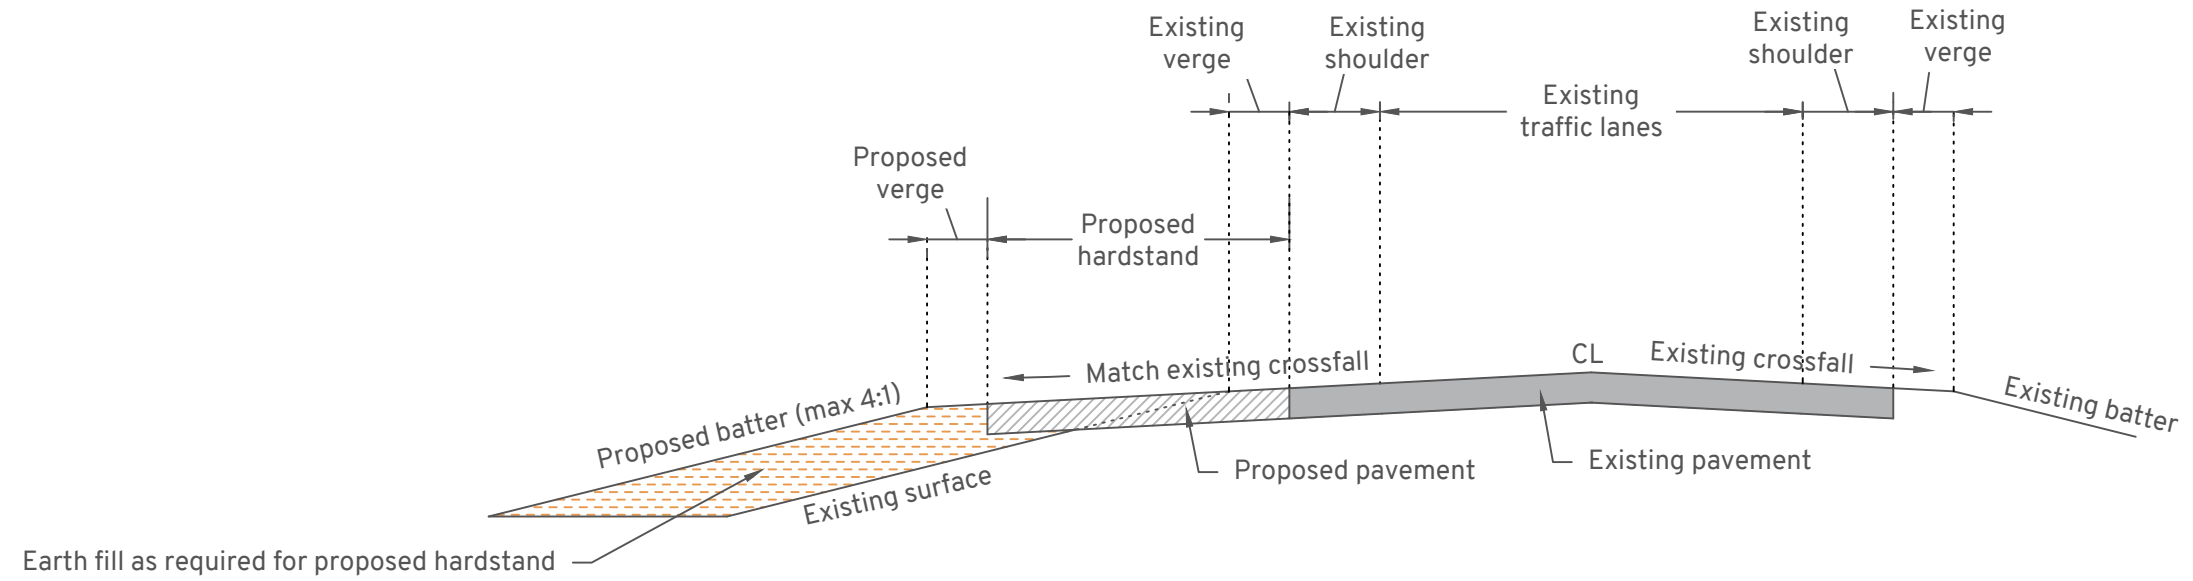 Existing
verge
Existing
shoulder
Existing
shoulder
Existing
verge
Existing
traffic lanes
Proposed
verge
Proposed
hardstand
Match existing crossfall
CL
Existing crossfall
Proposed batter (max 4:1)
Existing batter
Proposed pavement
Existing pavement
Existing surface
Earth fill as required for proposed hardstand